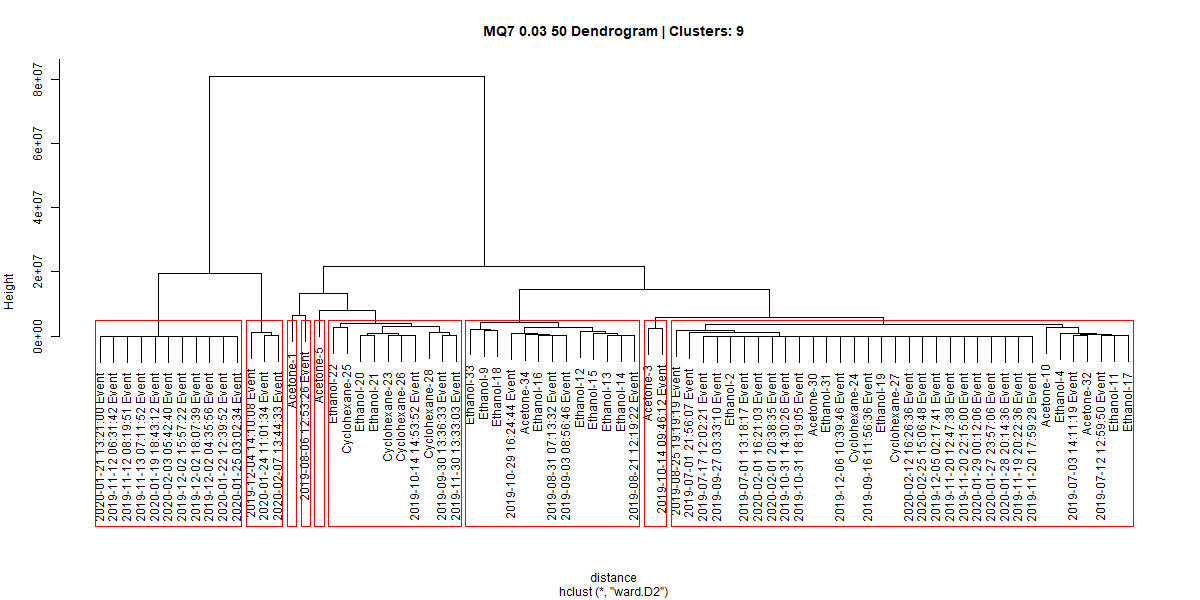 MQ7 0.03 50 Dendrogram | Clusters: 9
Height
8e+07
6e+07
4e+07
2e+07
0e+00
2020-01-21 13:21:00 Event
2019-11-12 06:31:42 Event
2019-11-12 08:19:51 Event
2019-11-13 07:11:52 Event
2020-01-19 18:43:12 Event
2020-02-03 05:42:40 Event
2019-12-02 15:57:22 Event
2019-12-02 18:07:39 Event
2019-12-02 04:35:56 Event
2020-01-22 12:39:52 Event
2020-01-25 03:02:34 Event
2019-12-04 14:10:08 Event
2020-01-24 11:01:34 Event
2020-02-07 13:44:33 Event
Acetone-1
2019-08-06 12:53:26 Event
Acetone-5
Ethanol-22
Cyclohexane-25
Ethanol-20
Ethanol-21
Cyclohexane-23
Cyclohexane-26
2019-10-14 14:53:52 Event
Cyclohexane-28
2019-09-30 13:36:33 Event
2019-11-30 13:33:03 Event
Ethanol-33
Ethanol-9
Ethanol-18
2019-10-29 16:24:44 Event
Acetone-34
Ethanol-16
2019-08-31 07:13:32 Event
2019-09-03 08:56:46 Event
Ethanol-12
Ethanol-15
Ethanol-13
Ethanol-14
2019-08-21 12:19:22 Event
Acetone-3
2019-10-14 09:46:12 Event
2019-08-25 19:19:19 Event
2019-07-01 21:56:07 Event
2019-07-17 12:02:21 Event
2019-09-27 03:33:10 Event
Ethanol-2
2019-07-01 13:18:17 Event
2020-02-01 16:21:03 Event
2020-02-01 20:38:35 Event
2019-10-31 14:30:26 Event
2019-10-31 18:11:05 Event
Acetone-30
Ethanol-31
2019-12-06 10:39:46 Event
Cyclohexane-24
2019-09-16 11:56:36 Event
Ethanol-19
Cyclohexane-27
2020-02-12 16:26:36 Event
2020-02-25 15:06:48 Event
2019-12-05 02:17:41 Event
2019-11-20 12:47:38 Event
2019-11-20 22:15:00 Event
2020-01-29 00:12:06 Event
2020-01-27 23:57:06 Event
2020-01-28 20:14:36 Event
2019-11-19 20:22:36 Event
2019-11-20 17:59:28 Event
Acetone-10
Ethanol-4
2019-07-03 14:11:19 Event
Acetone-32
2019-07-12 12:59:50 Event
Ethanol-11
Ethanol-17
distance
hclust (*, "ward.D2")